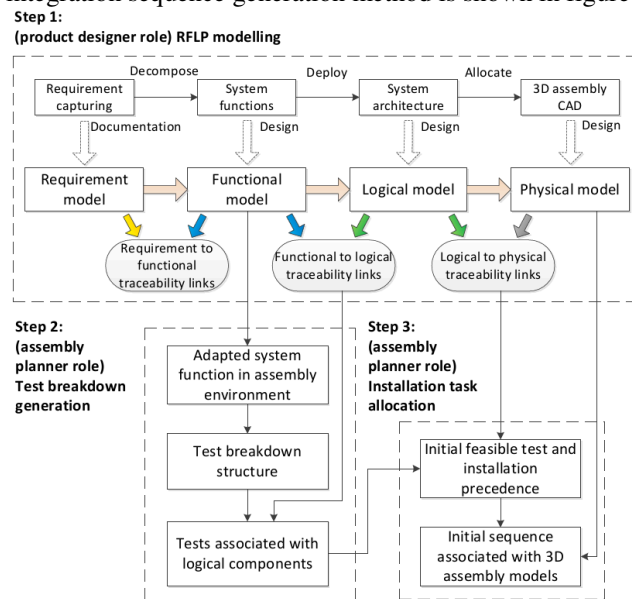 integration sequence generation method is shown in figure
Step 1:
(product designer role) RFLP modelling
Decompose
Deploy
Allocate
Requirement
capturing
System
functions
System
architecture
3D assembly
CAD
Documentation
Design
Design
Design
Requirement
model
Functional
model
Logical model
Physical model
Requirement to
functional
traceability links
Functional to logical
traceability links
Logical to physical
traceability links
Step 2:
(assembly
planner role)
Test breakdown
generation
Adapted system
function in assembly
environment
Test breakdown
structure
Tests associated with
logical components
Step 3:
(assembly
planner role)
Installation task
allocation
Initial feasible test and
installation
precedence
Initial sequence
associated with 3D
assembly models